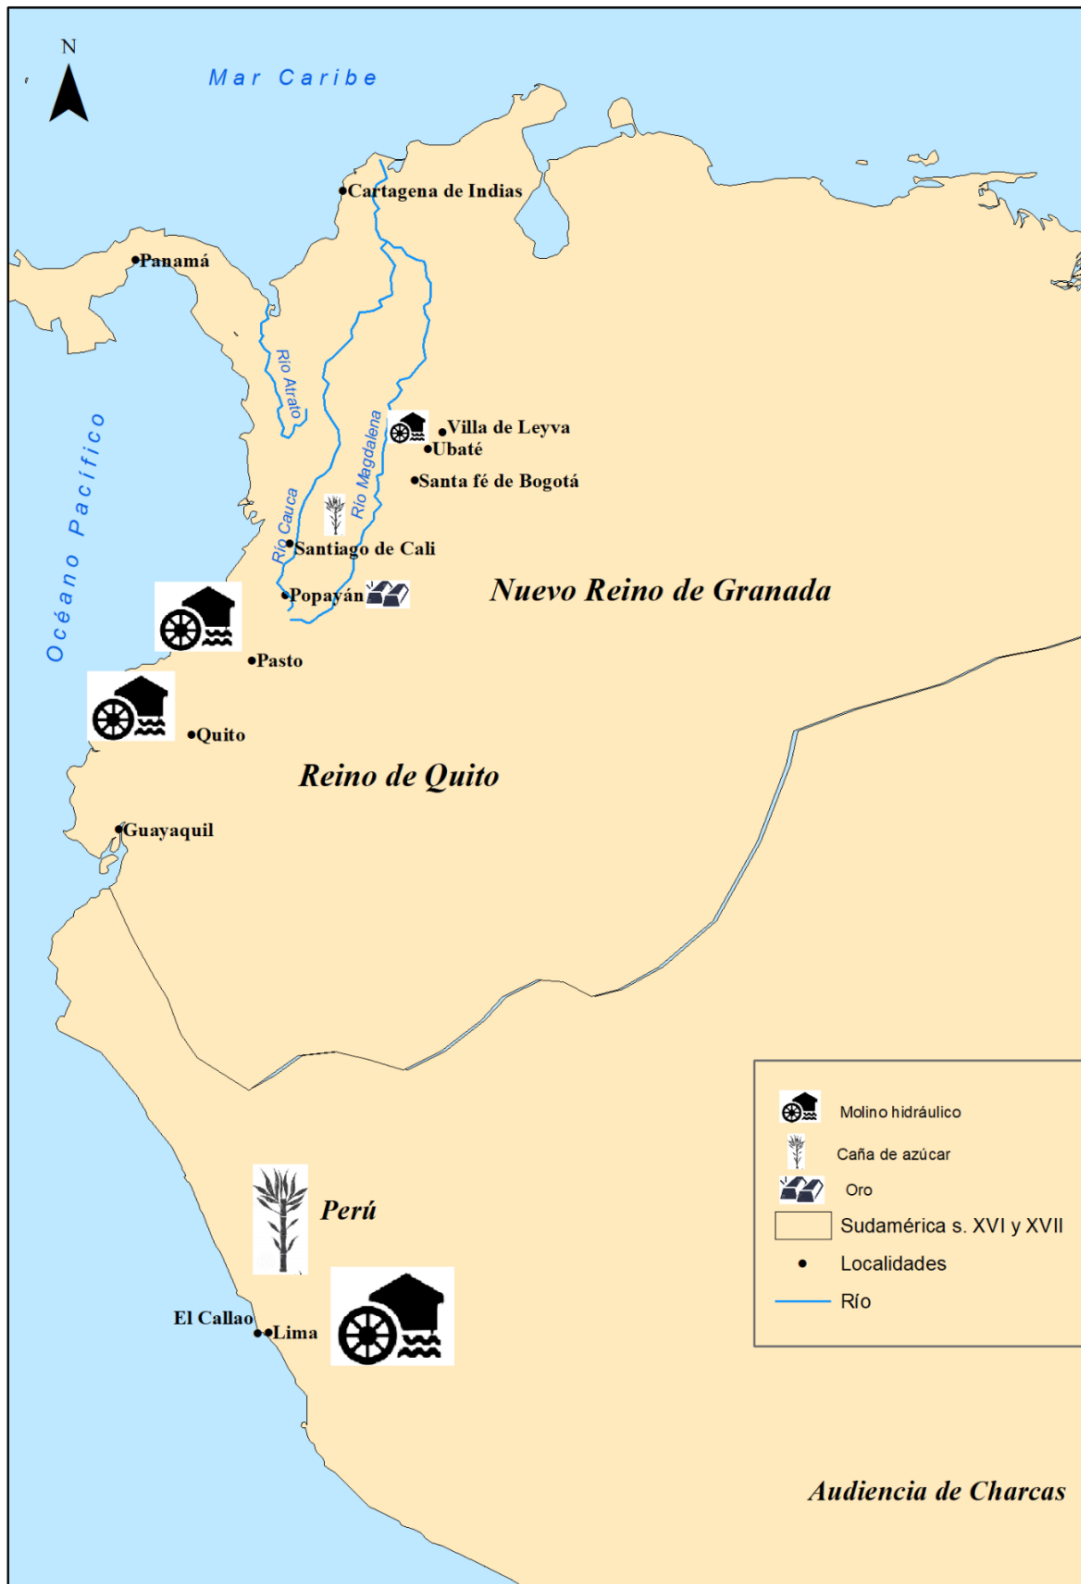 N
Mar Caribe
Cartagena de Indias
Panamá
Río Atrato
Océano Pacífico
Río Magdalena
Villa de Leyva
Ubaté
Santa fé de Bogotá
Río Cauca
Santiago de Cali
Nuevo Reino de Granada
Popayán
Pasto
Quito
Reino de Quito
Guayaquil
Molino hidráulico
Caña de azúcar
Oro
Perú
Sudamérica s. XVI y XVII
Localidades
Río
El Callao
Lima
Audiencia de Charcas